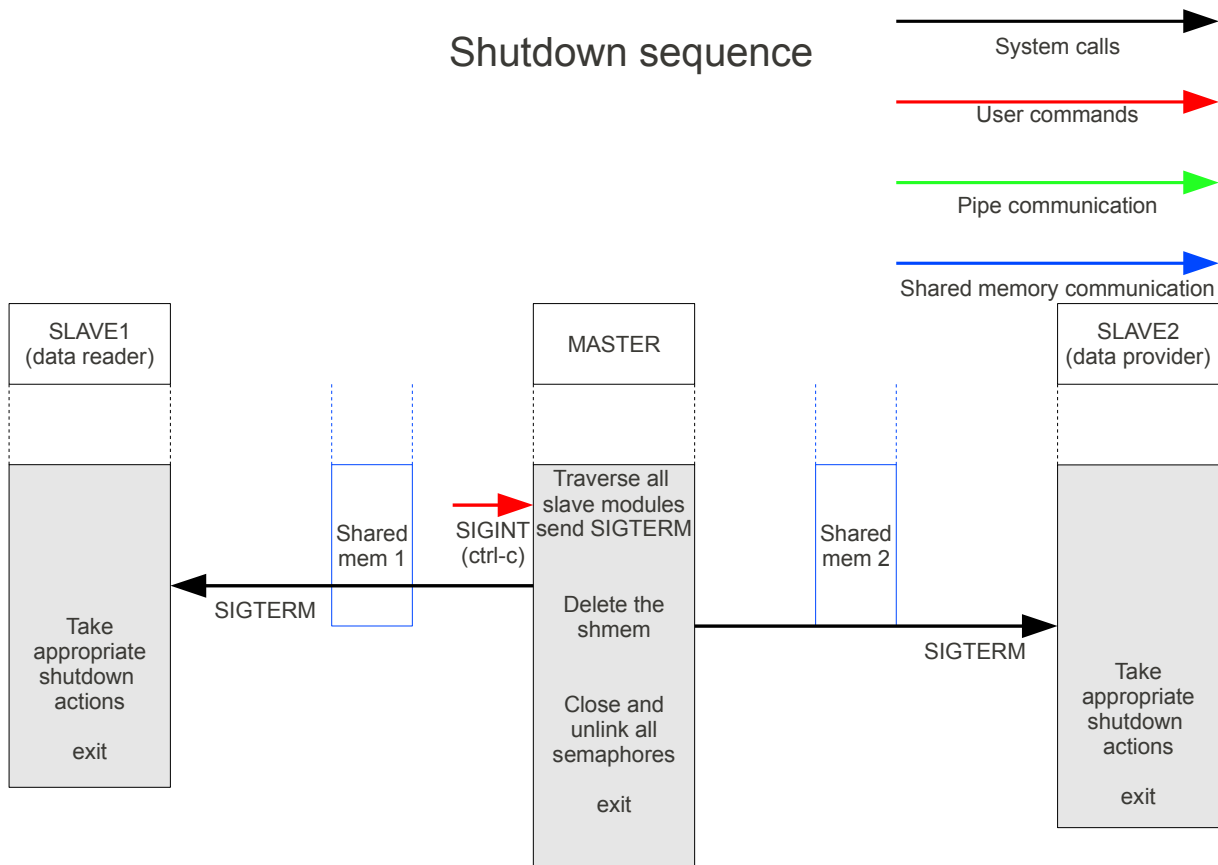 Shutdown sequence
System calls
User commands
Pipe communication
Shared memory communication
SLAVE1
(data reader)
MASTER
SLAVE2
(data provider)
Traverse all
slave modules
send SIGTERM
SIGINT
(ctrl-c)
Shared
mem 1
Shared
mem 2
SIGTERM
Delete the
shmem
SIGTERM
Take
appropriate
shutdown
actions
exit
Close and
unlink all
semaphores
exit
Take
appropriate
shutdown
actions
exit